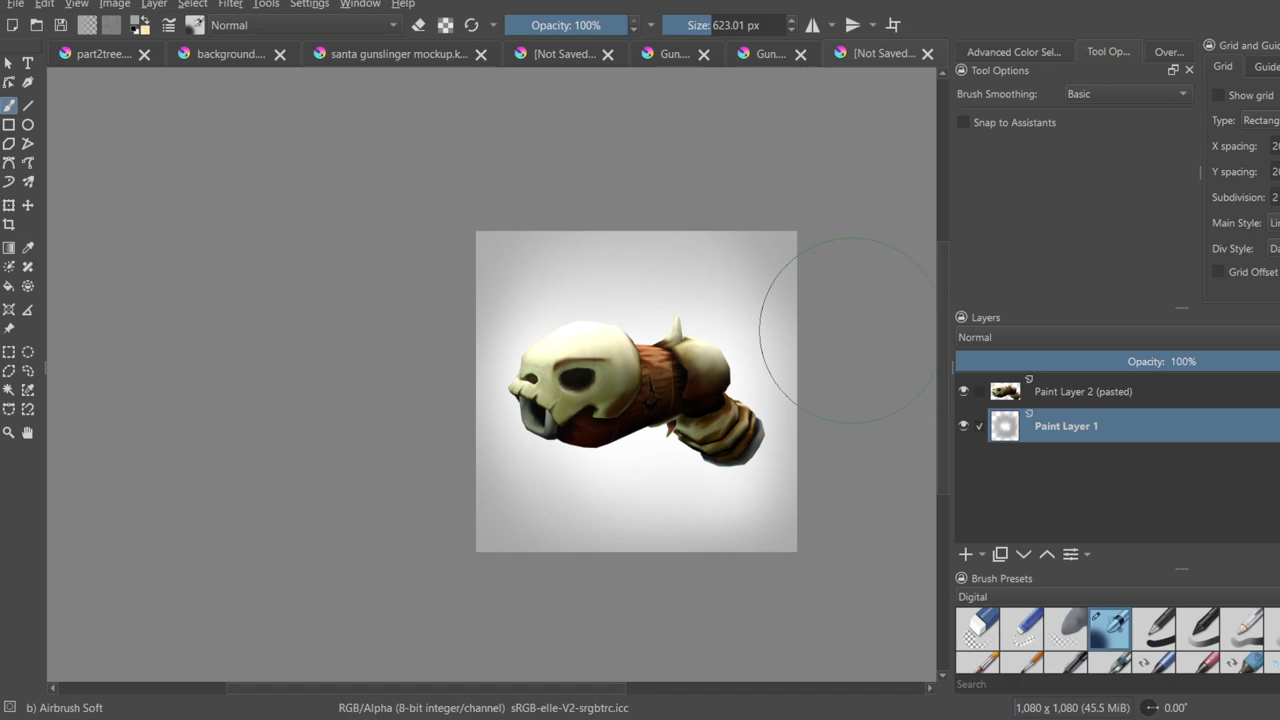 File Edit View Image Layer Select Filter Tools Settings Window Help
Normal Opacity: 100% Size: 623.01 px
part2tree.... background.... santa gunslinger mockup.k... [Not Saved... Gun.... Gun.... [Not Saved...
Advanced Color Sel... Tool Op... Over...
Tool Options
Brush Smoothing: Basic
Snap to Assistants
Grid and Guid
Grid Guide
Show grid
Type: Rectang
X spacing: 20
Y spacing: 20
Subdivision: 2
Main Style: Lin
Div Style: Da
Grid Offset
Layers
Normal
Opacity: 100%
Paint Layer 2 (pasted)
Paint Layer 1
Brush Presets
Digital
Search
b) Airbrush Soft RGB/Alpha (8-bit integer/channel) sRGB-elle-V2-srgbtrc.icc 1,080 x 1,080 (45.5 MiB) 0.00°